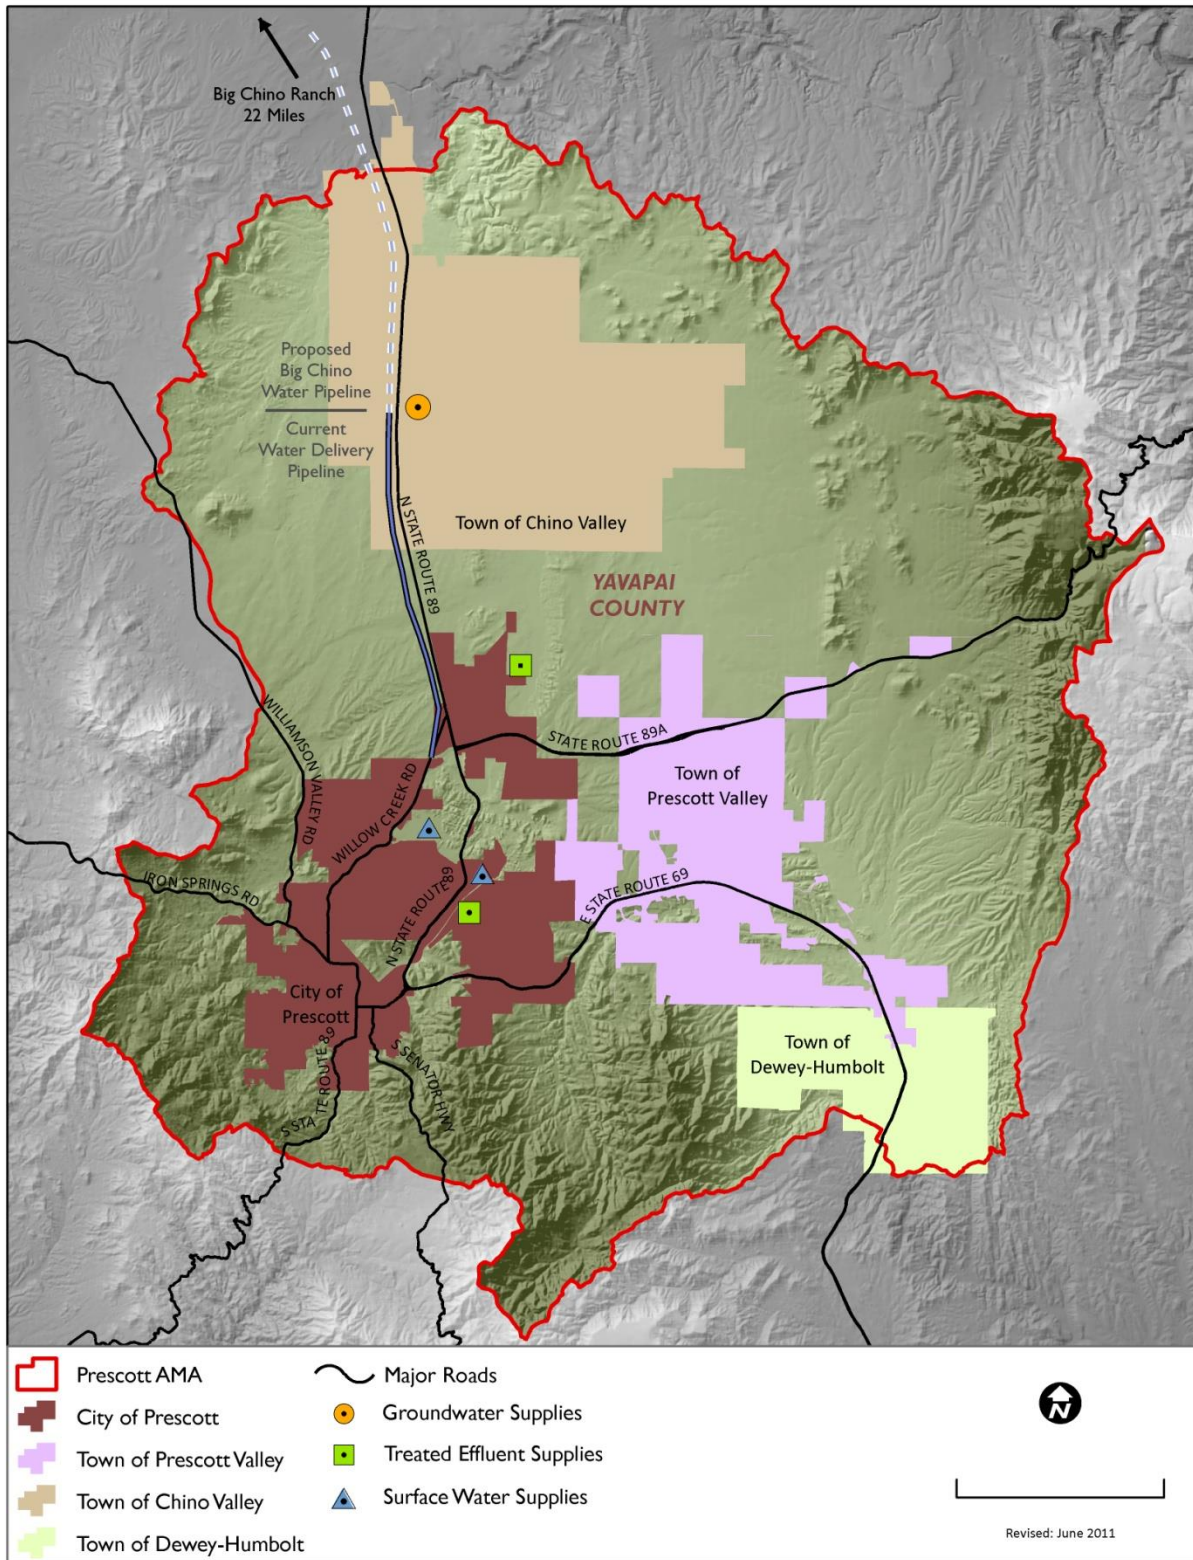 Big Chino Ranch
22 Miles
Proposed
Big Chino
Water Pipeline
Current
Water Delivery
Pipeline
N STATE ROUTE 89
Town of Chino Valley
YAVAPAI
COUNTY
WILLIAMSON VALLEY RD
STATE ROUTE 89A
Town of
Prescott Valley
WILLOW CREEK RD
IRON SPRINGS RD
N STATE ROUTE 89
E STATE ROUTE 69
City of
Prescott
S STATE ROUTE 89
S SENATOR HWY
Town of
Dewey-Humbolt
Prescott AMA
City of Prescott
Town of Prescott Valley
Town of Chino Valley
Town of Dewey-Humbolt
Major Roads
Groundwater Supplies
Treated Effluent Supplies
Surface Water Supplies
N
Revised: June 2011